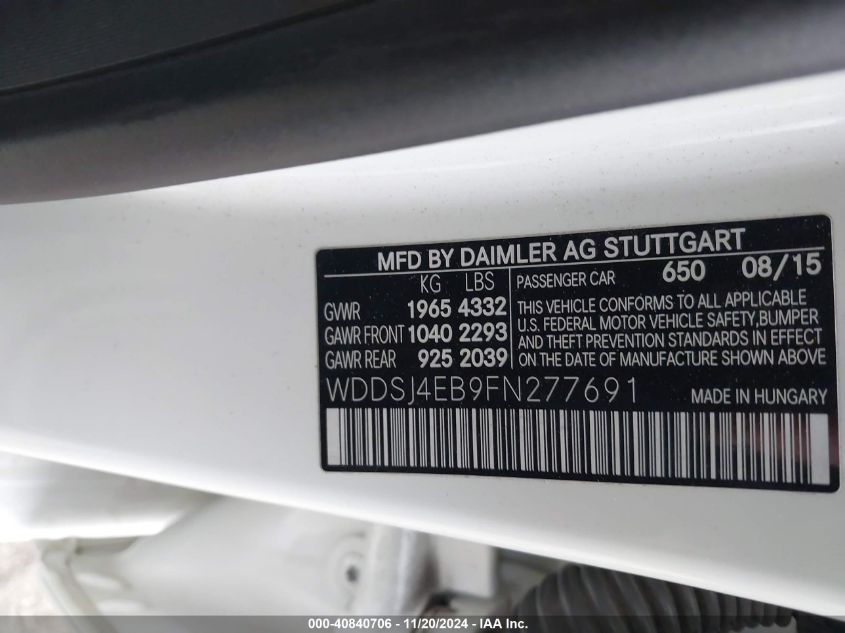 MFD BY DAIMLER AG STUTTGART
KG LBS PASSENGER CAR 650 08/15
GVWR 1965 4332 THIS VEHICLE CONFORMS TO ALL APPLICABLE
GAWR FRONT 1040 2293 U.S. FEDERAL MOTOR VEHICLE SAFETY,BUMPER
GAWR REAR 925 2039 AND THEFT PREVENTION STANDARDS IN EFFECT
ON THE DATE OF MANUFACTURE SHOWN ABOVE
WDDSJ4EB9FN277691 MADE IN HUNGARY
000-40840706 - 11/20/2024 - IAA Inc.